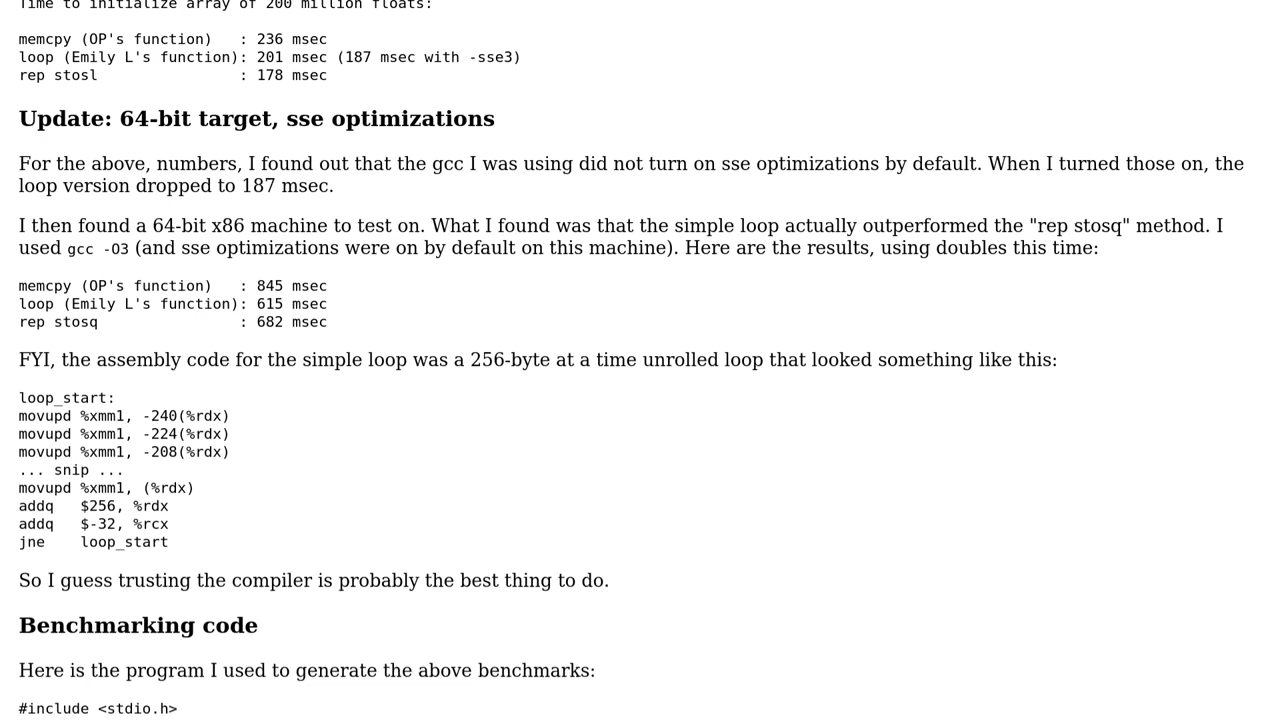 Time to initialize array of 200 million floats:
memcpy (OP's function)   : 236 msec
loop (Emily L's function): 201 msec (187 msec with -sse3)
rep stosl                : 178 msec
Update: 64-bit target, sse optimizations
For the above, numbers, I found out that the gcc I was using did not turn on sse optimizations by default. When I turned those on, the
loop version dropped to 187 msec.
I then found a 64-bit x86 machine to test on. What I found was that the simple loop actually outperformed the "rep stosq" method. I
used gcc -O3 (and sse optimizations were on by default on this machine). Here are the results, using doubles this time:
memcpy (OP's function)   : 845 msec
loop (Emily L's function): 615 msec
rep stosq                : 682 msec
FYI, the assembly code for the simple loop was a 256-byte at a time unrolled loop that looked something like this:
loop_start:
movupd %xmm1, -240(%rdx)
movupd %xmm1, -224(%rdx)
movupd %xmm1, -208(%rdx)
... snip ...
movupd %xmm1, (%rdx)
addq   $256, %rdx
addq   $-32, %rcx
jne    loop_start
So I guess trusting the compiler is probably the best thing to do.
Benchmarking code
Here is the program I used to generate the above benchmarks:
#include <stdio.h>